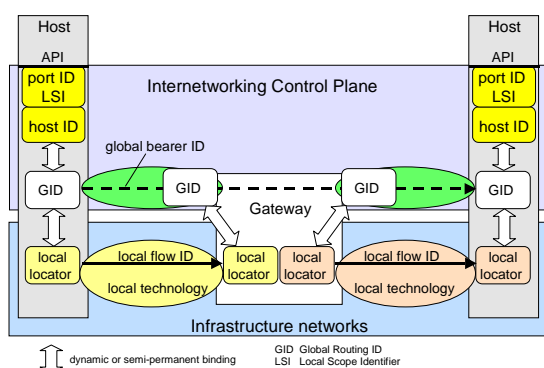 Host
Host
API
API
port ID
LSI
Internetworking Control Plane
port ID
LSI
host ID
host ID
global bearer ID
GID
GID
GID
GID
Gateway
local
locator
local flow ID
local technology
local
locator
local
locator
local flow ID
local technology
local
locator
Infrastructure networks
dynamic or semi-permanent binding
GID Global Routing ID
LSI Local Scope Identifier